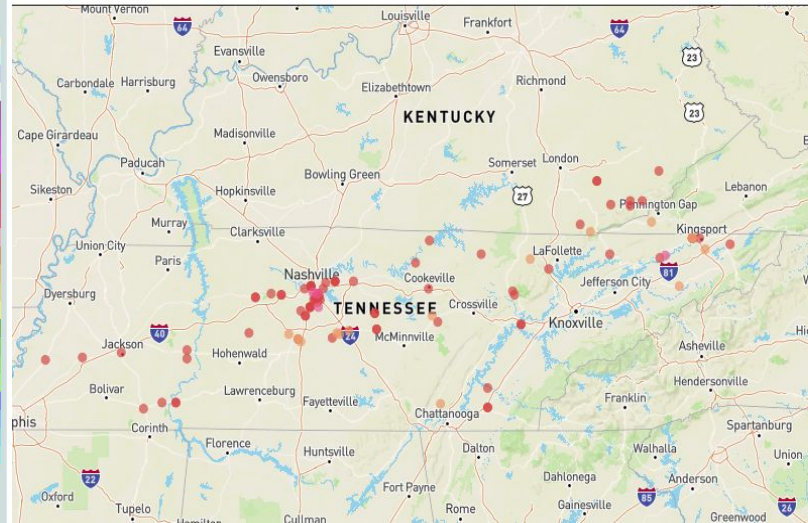 Mount Vernon
64
Louisville
Frankfort
64
Evansville
23
Carbondale
Harrisburg
Owensboro
Elizabethtown
Richmond
KENTUCKY
23
Cape Girardeau
Madisonville
Paducah
Somerset
London
Sikeston
Hopkinsville
Bowling Green
27
Pennington Gap
Lebanon
Murray
Clarksville
Kingsport
Union City
Paris
LaFollette
Nashville
81
Cookeville
Jefferson City
Dyersburg
TENNESSEE
Crossville
Knoxville
40
24
Jackson
McMinnville
Asheville
Hohenwald
Hendersonville
Bolivar
Lawrenceburg
Fayetteville
Franklin
phis
Chattanooga
Corinth
Spartanburg
Florence
Huntsville
Dalton
Walhalla
Union
22
Dahlonega
Anderson
Fort Payne
85
Oxford
Gainesville
26
Tupelo
Rome
Cullman
Greenwood